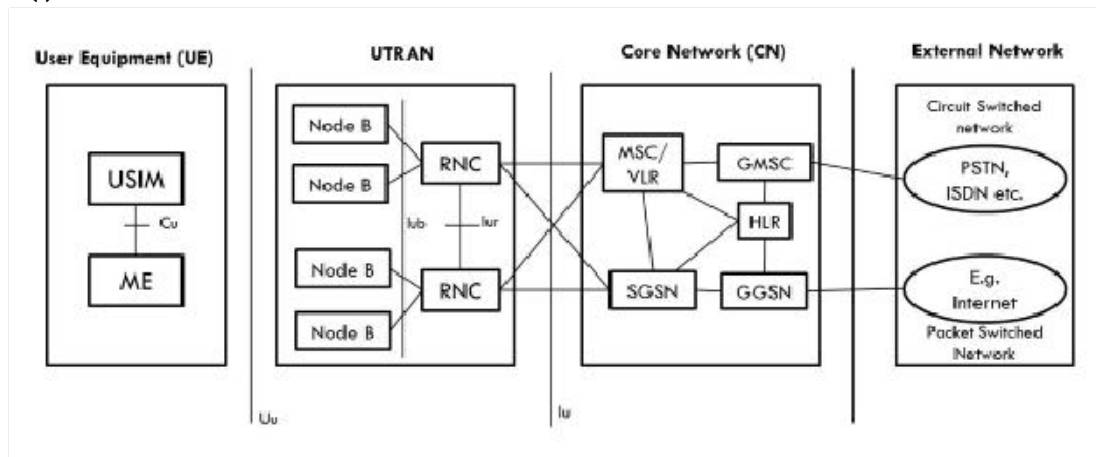 User Equipment (UE)
UTRAN
Core Network (CN)
External Network
USIM
Cu
ME
Node B
Node B
Node B
Node B
RNC
RNC
Iub
Iur
MSC/
VLR
GMSC
HLR
SGSN
GGSN
Circuit Switched
network
PSTN,
ISDN etc.
E.g.
Internet
Packet Switched
Network
Uu
Iu